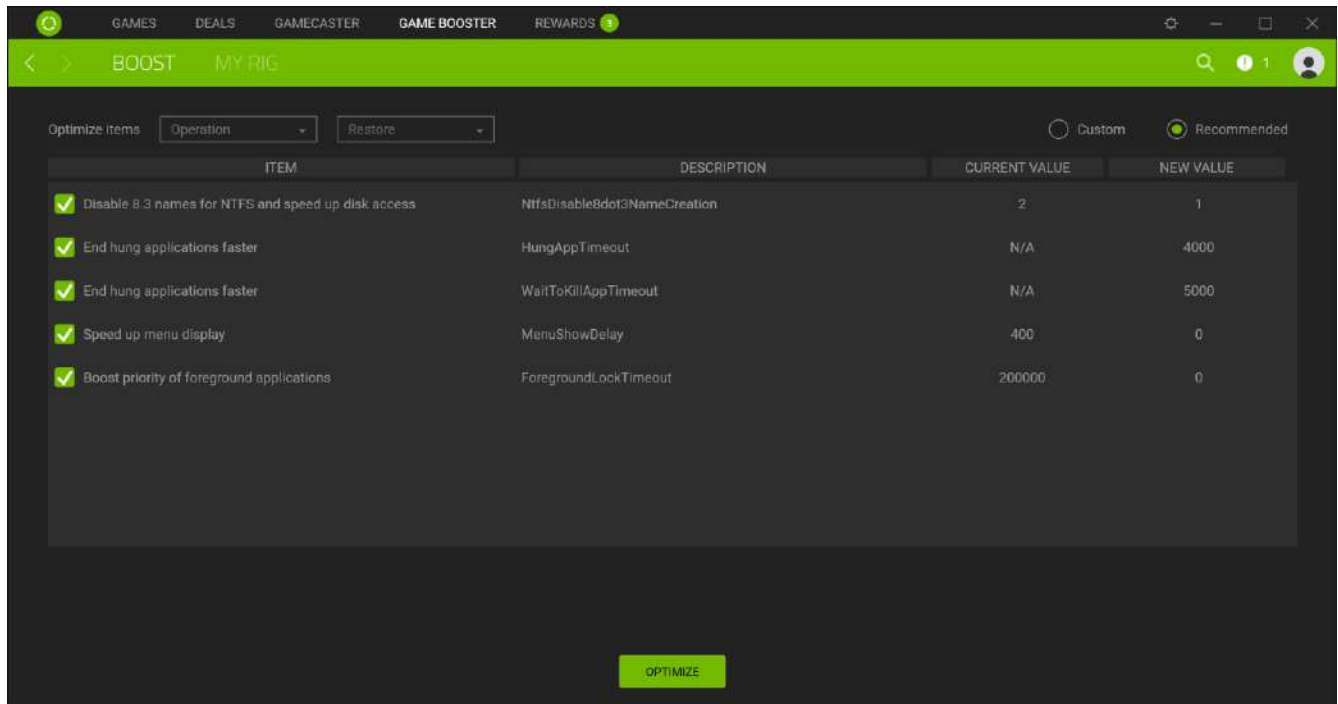 GAMES DEALS GAMECASTER GAME BOOSTER REWARDS 3
BOOST MY RIG 1
Optimize items Operation Restore Custom Recommended
ITEM DESCRIPTION CURRENT VALUE NEW VALUE
Disable 8.3 names for NTFS and speed up disk access NtfsDisable8dot3NameCreation 2 1
End hung applications faster HungAppTimeout N/A 4000
End hung applications faster WaitToKillAppTimeout N/A 5000
Speed up menu display MenuShowDelay 400 0
Boost priority of foreground applications ForegroundLockTimeout 200000 0
OPTIMIZE